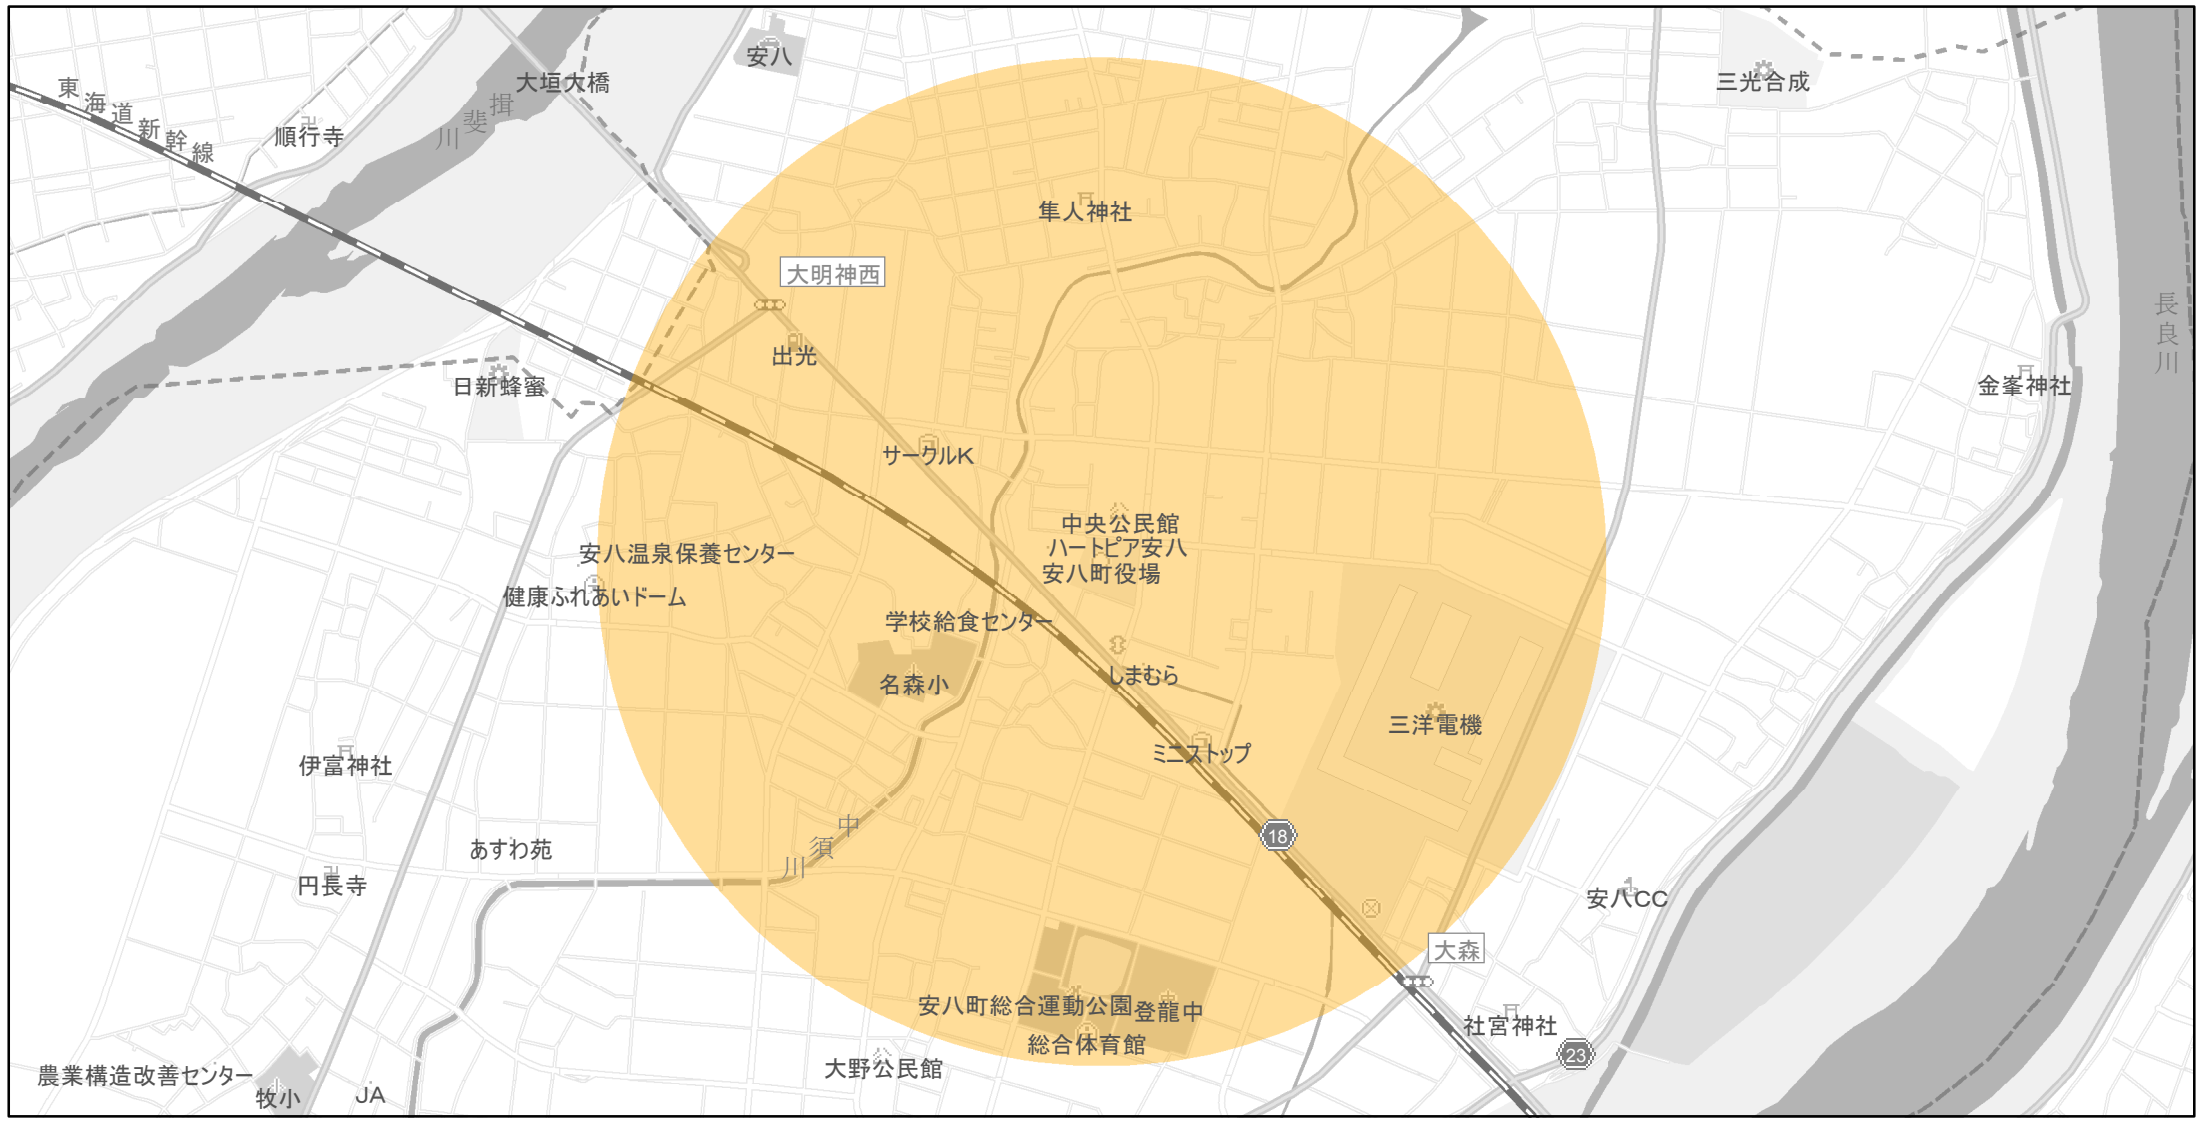 安八
大垣大橋
三光合成
東海道新幹線
揖斐川
順行寺
隼人神社
大明神西
長良川
出光
日新蜂蜜
金峯神社
サークルK
中央公民館
ハートピア安八
安八温泉保養センター
安八町役場
健康ふれあいドーム
学校給食センター
しまむら
名森小
三洋電機
ミニストップ
伊富神社
中須川
18
あすわ苑
円長寺
安八CC
大森
安八町総合運動公園
登龍中
社宮神社
総合体育館
23
大野公民館
農業構造改善センター
牧小
JA